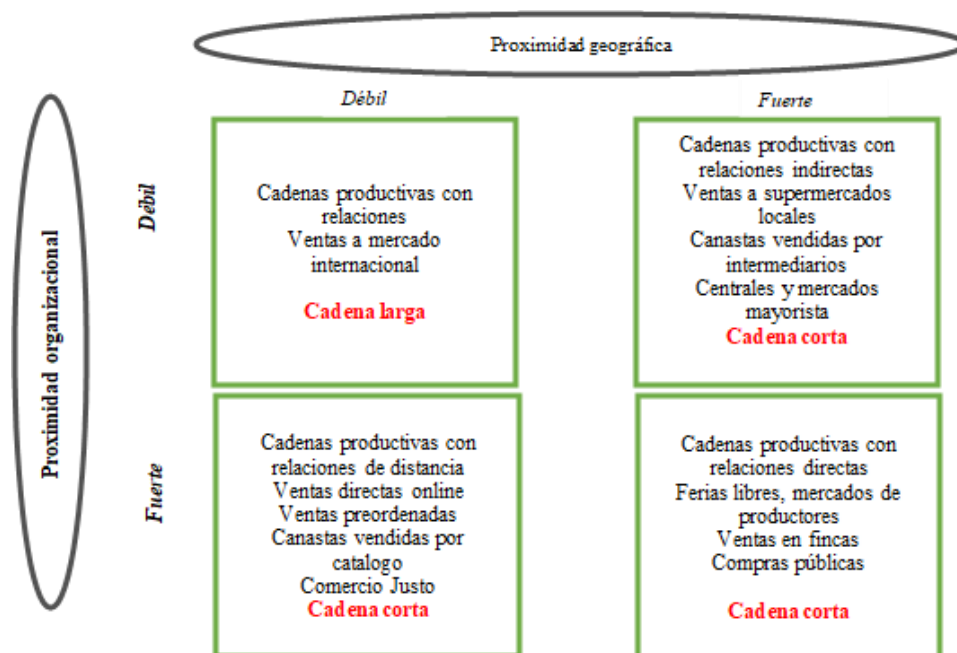 Proximidad geográfica
Débil
Fuerte
Proximidad organizacional
Débil
Cadenas productivas con
relaciones
Ventas a mercado
internacional
Cadena larga
Cadenas productivas con
relaciones indirectas
Ventas a supermercados
locales
Canastas vendidas por
intermediarios
Centrales y mercados
mayorista
Cadena corta
Fuerte
Cadenas productivas con
relaciones de distancia
Ventas directas online
Ventas preordenadas
Canastas vendidas por
catalogo
Comercio Justo
Cadena corta
Cadenas productivas con
relaciones directas
Ferias libres, mercados de
productores
Ventas en fincas
Compras públicas
Cadena corta